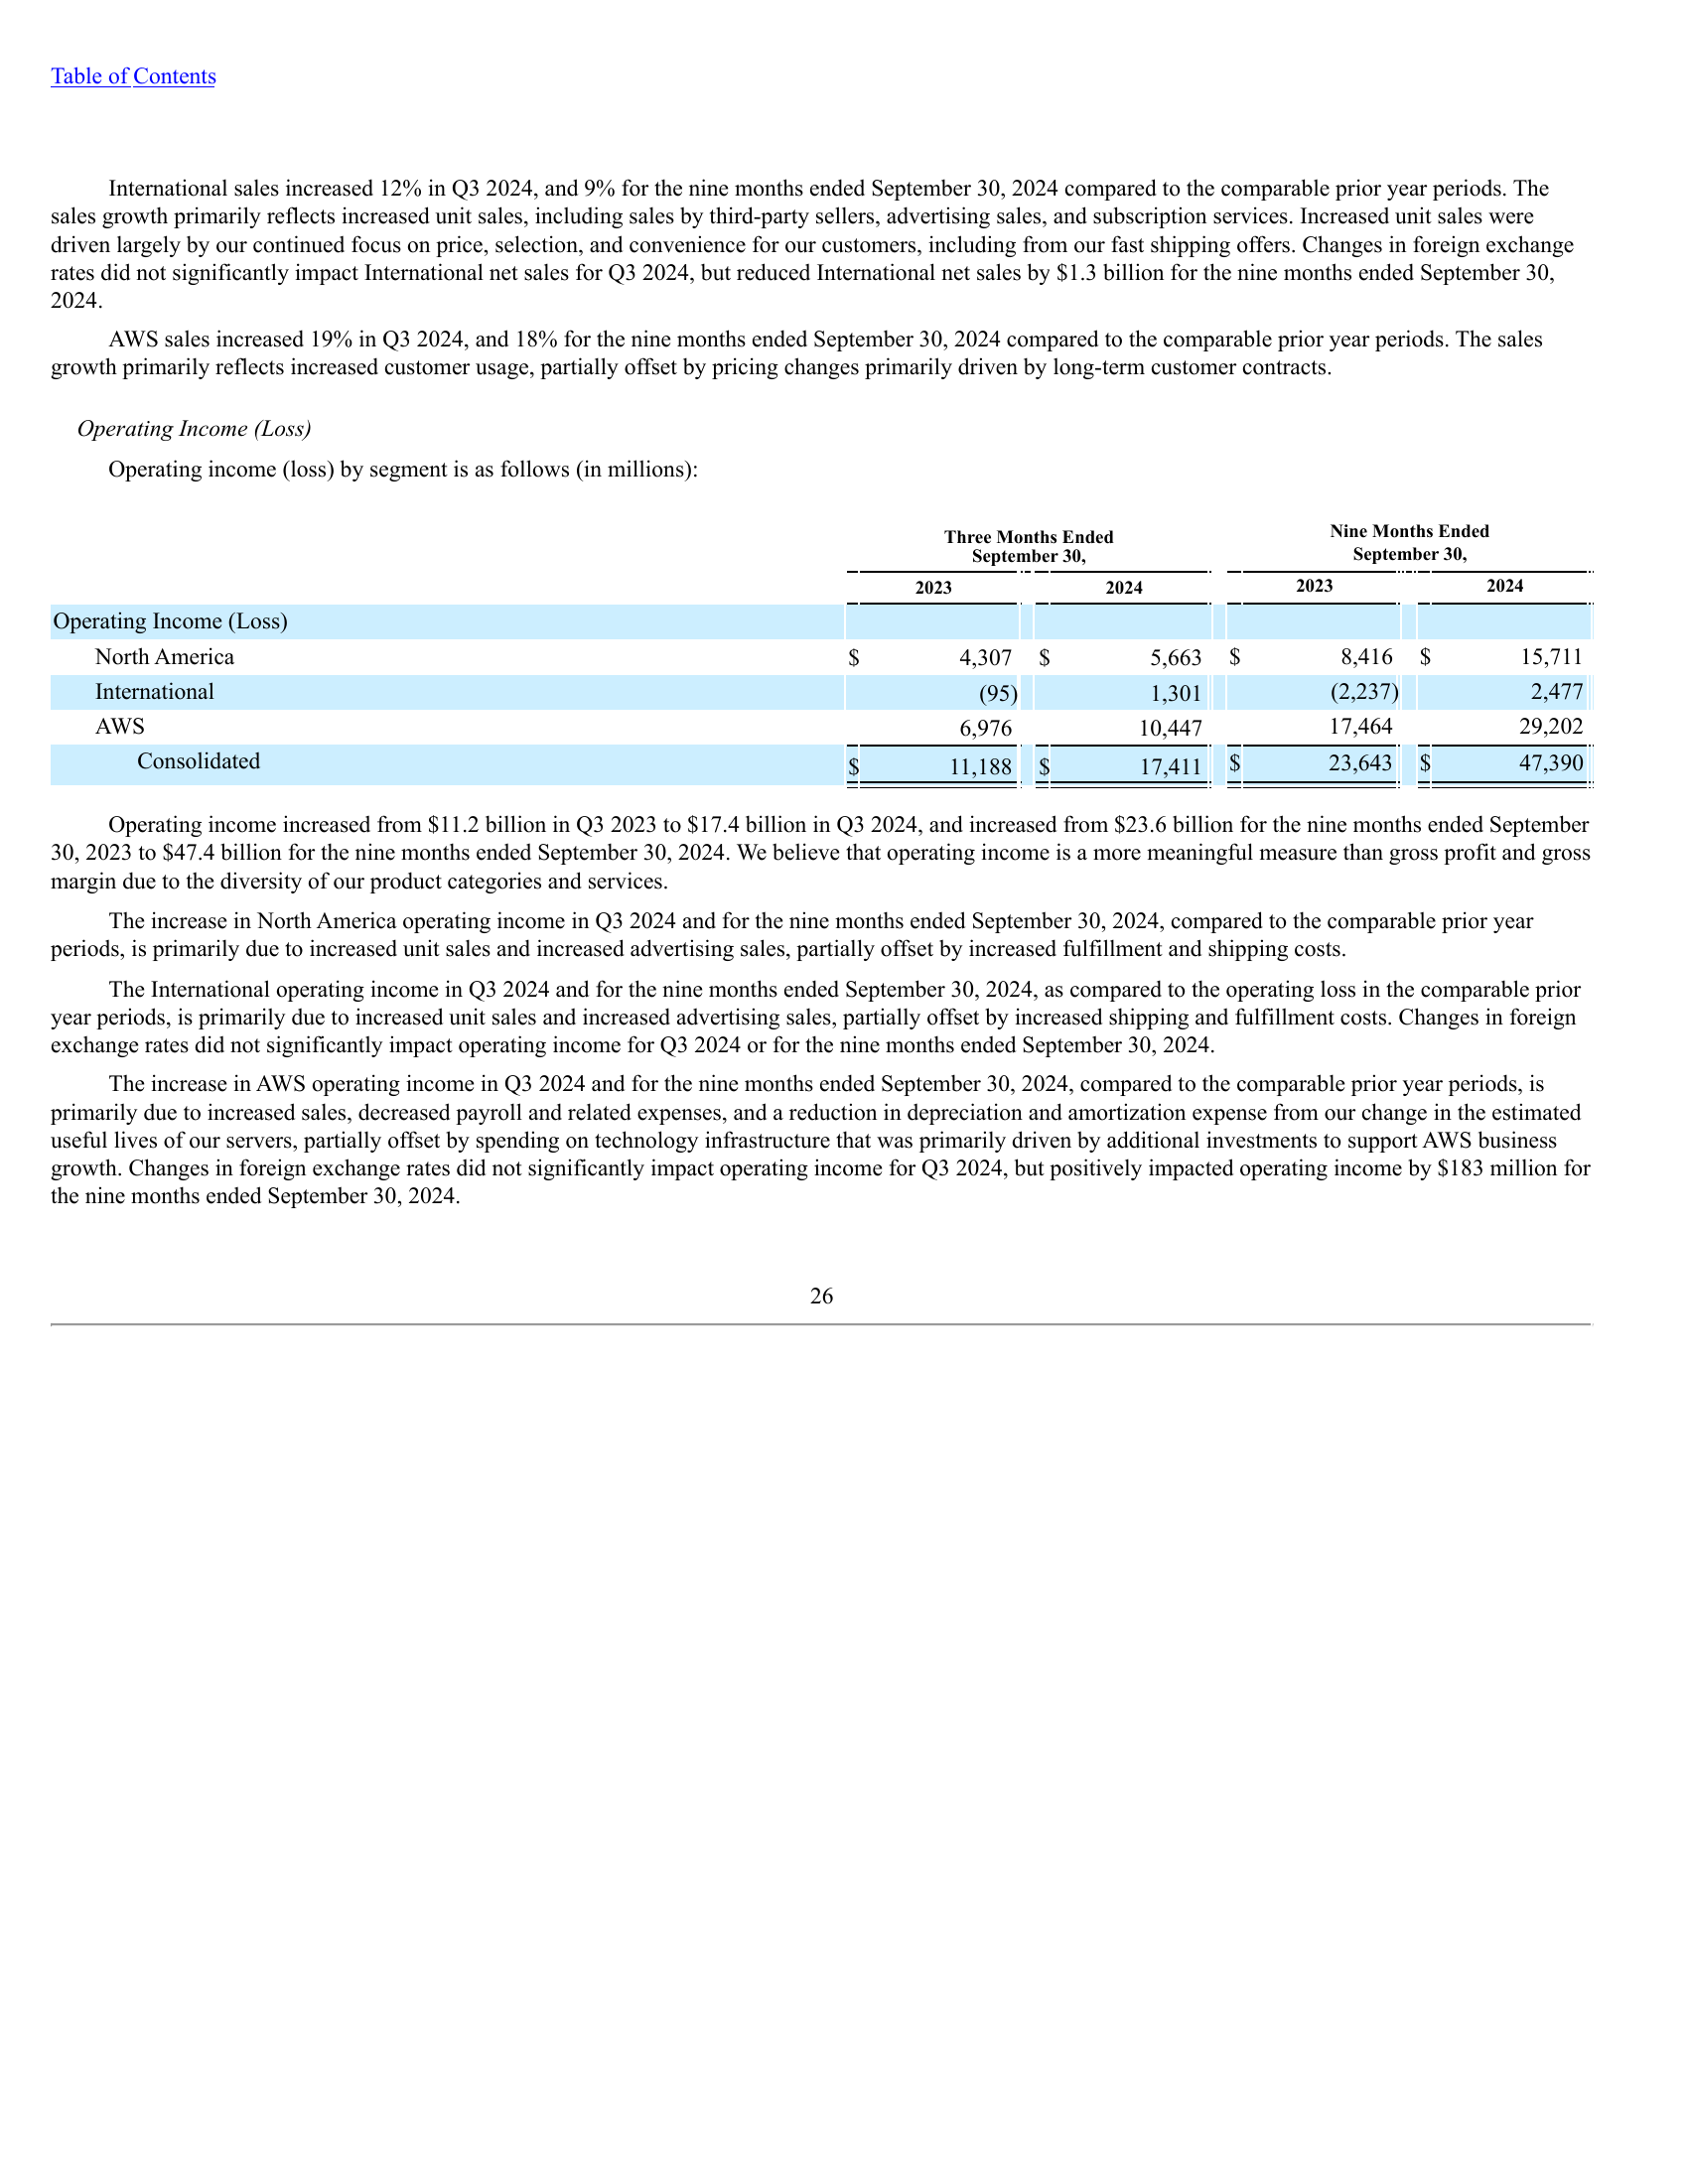 Table of Contents
International sales increased 12% in Q3 2024, and 9% for the nine months ended September 30, 2024 compared to the comparable prior year periods. The
sales growth primarily reflects increased unit sales, including sales by third-party sellers, advertising sales, and subscription services. Increased unit sales were
driven largely by our continued focus on price, selection, and convenience for our customers, including from our fast shipping offers. Changes in foreign exchange
rates did not significantly impact International net sales for Q3 2024, but reduced International net sales by $1.3 billion for the nine months ended September 30,
2024.
AWS sales increased 19% in Q3 2024, and 18% for the nine months ended September 30, 2024 compared to the comparable prior year periods. The sales
growth primarily reflects increased customer usage, partially offset by pricing changes primarily driven by long-term customer contracts.
Operating Income (Loss)
Operating income (loss) by segment is as follows (in millions):
Three Months Ended Nine Months Ended
September 30, September 30,
2023 2024 2023 2024
Operating Income (Loss)
North America $ 4,307 $ 5,663 $ 8,416 $ 15,711
International (95) 1,301 (2,237) 2,477
AWS 6,976 10,447 17,464 29,202
Consolidated $ 11,188 $ 17,411 $ 23,643 $ 47,390
Operating income increased from $11.2 billion in Q3 2023 to $17.4 billion in Q3 2024, and increased from $23.6 billion for the nine months ended September
30, 2023 to $47.4 billion for the nine months ended September 30, 2024. We believe that operating income is a more meaningful measure than gross profit and gross
margin due to the diversity of our product categories and services.
The increase in North America operating income in Q3 2024 and for the nine months ended September 30, 2024, compared to the comparable prior year
periods, is primarily due to increased unit sales and increased advertising sales, partially offset by increased fulfillment and shipping costs.
The International operating income in Q3 2024 and for the nine months ended September 30, 2024, as compared to the operating loss in the comparable prior
year periods, is primarily due to increased unit sales and increased advertising sales, partially offset by increased shipping and fulfillment costs. Changes in foreign
exchange rates did not significantly impact operating income for Q3 2024 or for the nine months ended September 30, 2024.
The increase in AWS operating income in Q3 2024 and for the nine months ended September 30, 2024, compared to the comparable prior year periods, is
primarily due to increased sales, decreased payroll and related expenses, and a reduction in depreciation and amortization expense from our change in the estimated
useful lives of our servers, partially offset by spending on technology infrastructure that was primarily driven by additional investments to support AWS business
growth. Changes in foreign exchange rates did not significantly impact operating income for Q3 2024, but positively impacted operating income by $183 million for
the nine months ended September 30, 2024.
26